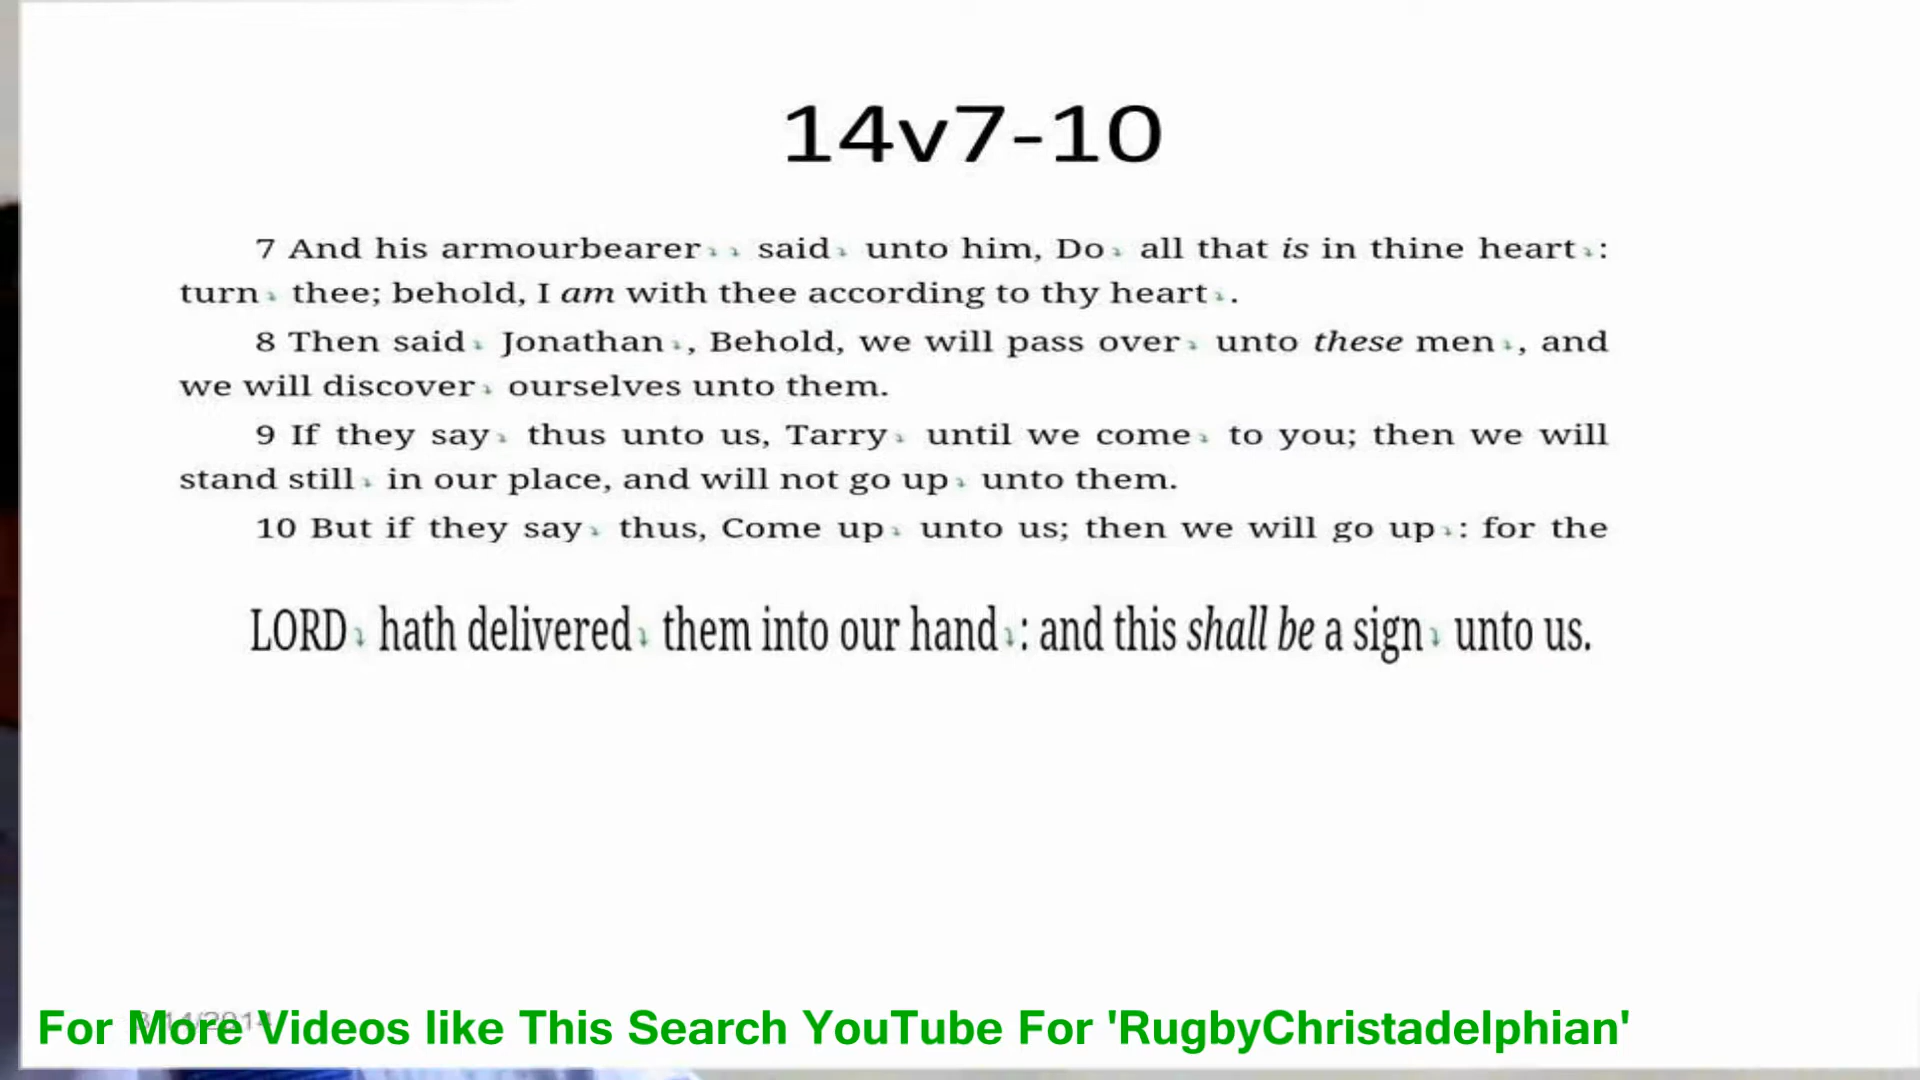 14v7-10
7 And his armourbearer said unto him, Do all that is in thine heart :
turn thee; behold, I am with thee according to thy heart .
8 Then said Jonathan , Behold, we will pass over unto these men , and
we will discover ourselves unto them.
9 If they say thus unto us, Tarry until we come to you; then we will
stand still in our place, and will not go up unto them.
10 But if they say thus, Come up unto us; then we will go up : for the
LORD hath delivered them into our hand : and this shall be a sign unto us.
For More Videos like This Search YouTube For 'RugbyChristadelphian'